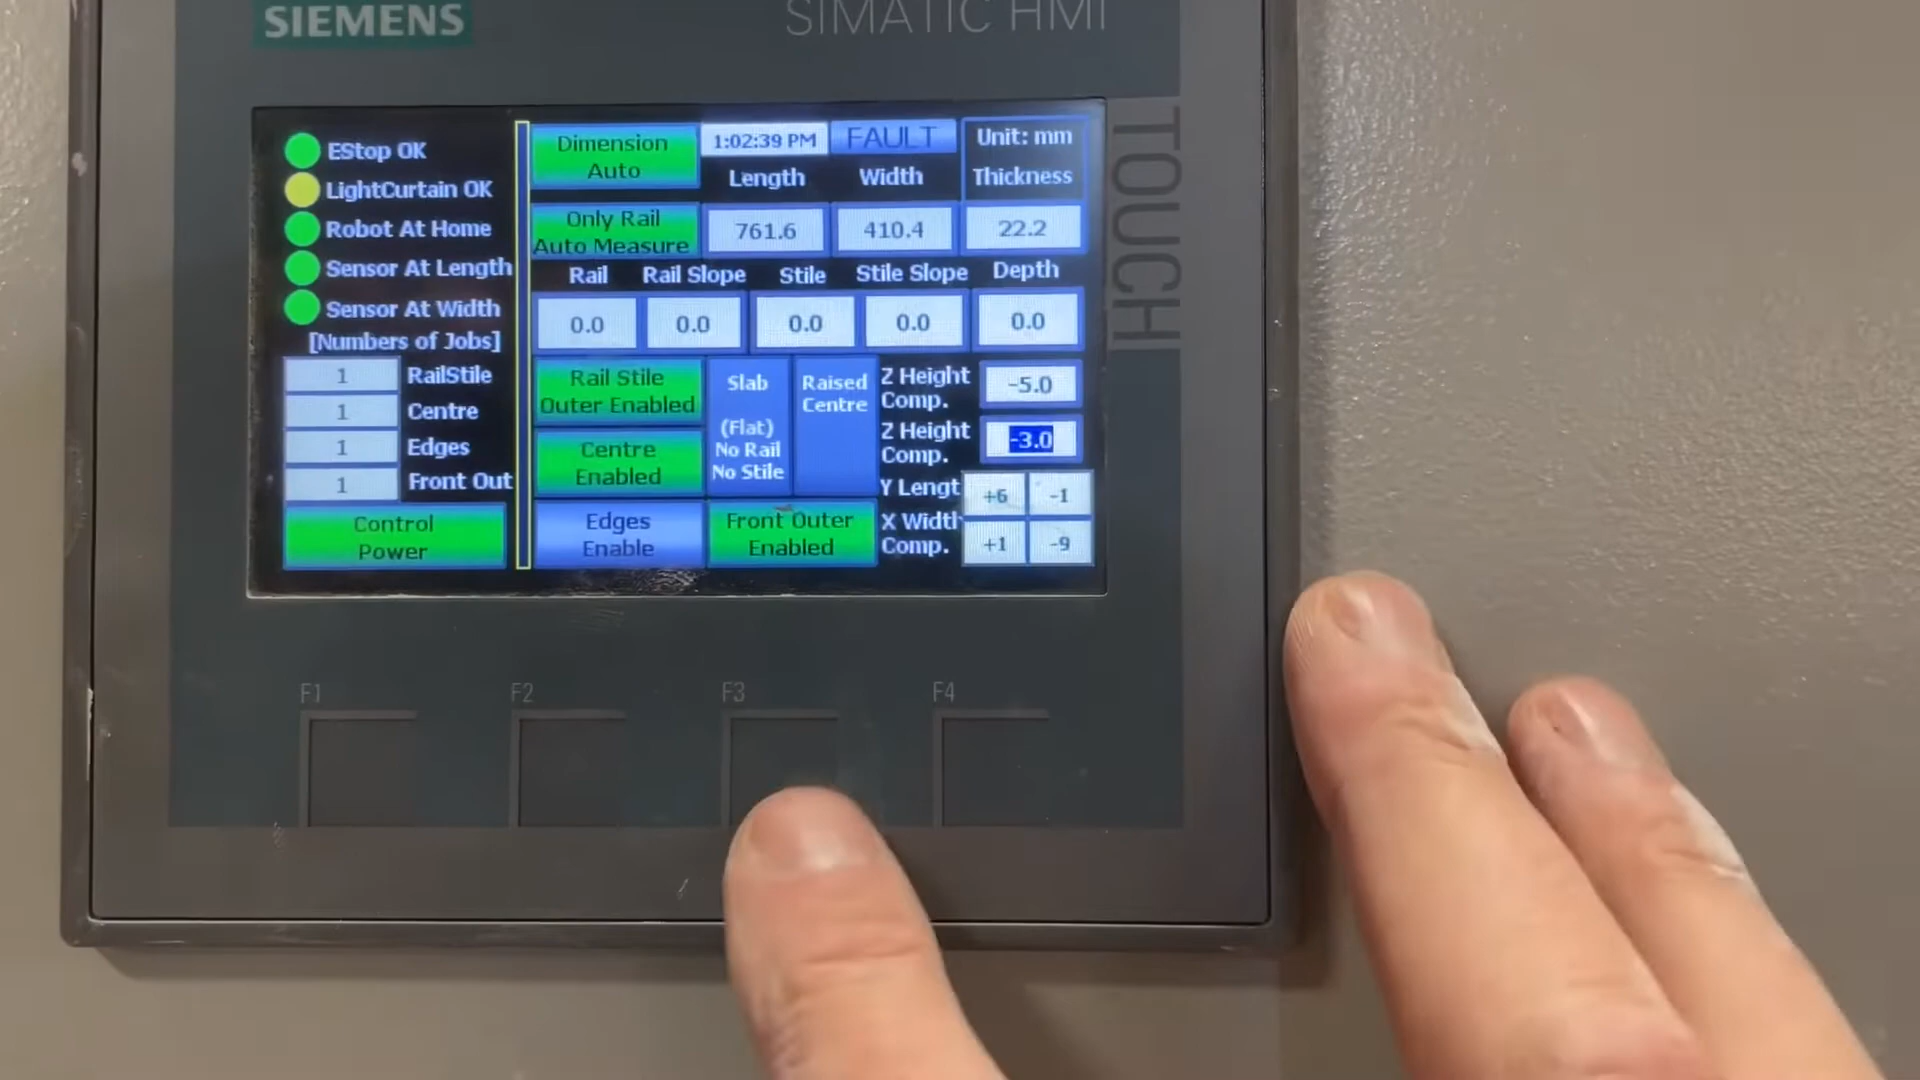 SIEMENS
SIMATIC HMI
TOUCH
EStop OK
LightCurtain OK
Robot At Home
Sensor At Length
Sensor At Width
[Numbers of Jobs]
1 RailStile
1 Centre
1 Edges
1 Front Out
Control
Power
Dimension
Auto
1:02:39 PM
FAULT
Unit: mm
Length
Width
Thickness
Only Rail
Auto Measure
761.6
410.4
22.2
Rail
Rail Slope
Stile
Stile Slope
Depth
0.0
0.0
0.0
0.0
0.0
Rail Stile
Outer Enabled
Slab
(Flat)
No Rail
No Stile
Raised
Centre
Z Height
Comp.
-5.0
Centre
Enabled
Z Height
Comp.
-3.0
Edges
Enable
Front Outer
Enabled
Y Lengt
+6
-1
X Width
Comp.
+1
-9
F1
F2
F3
F4